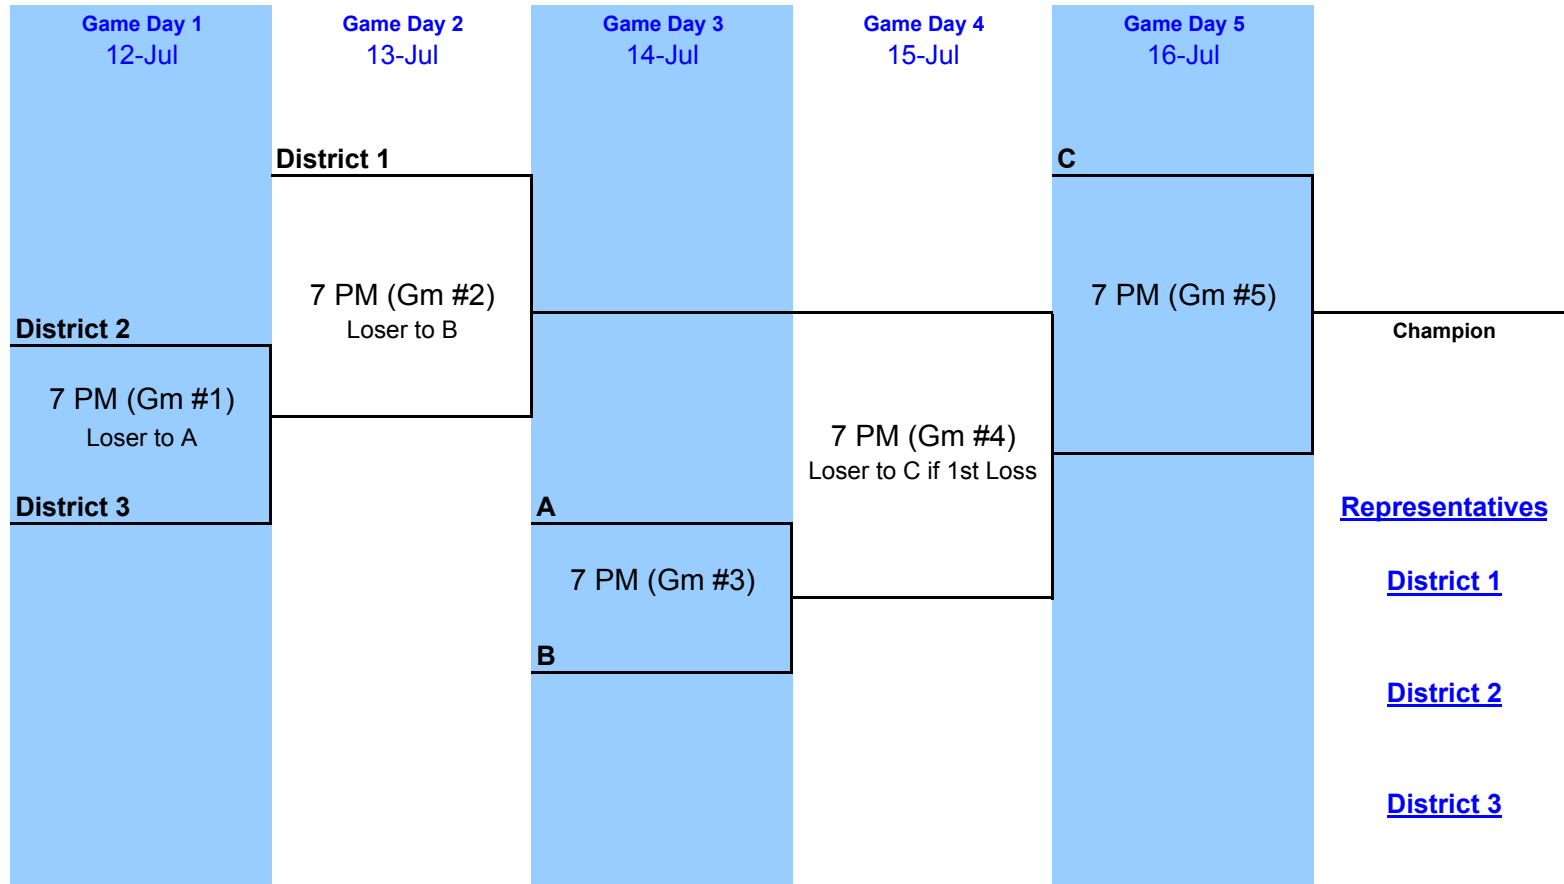 Game Day 1
12-Jul
Game Day 2
13-Jul
Game Day 3
14-Jul
Game Day 4
15-Jul
Game Day 5
16-Jul
District 1
C
7 PM (Gm #2)
Loser to B
7 PM (Gm #5)
District 2
Champion
7 PM (Gm #1)
Loser to A
7 PM (Gm #4)
Loser to C if 1st Loss
District 3
A
Representatives
7 PM (Gm #3)
District 1
B
District 2
District 3